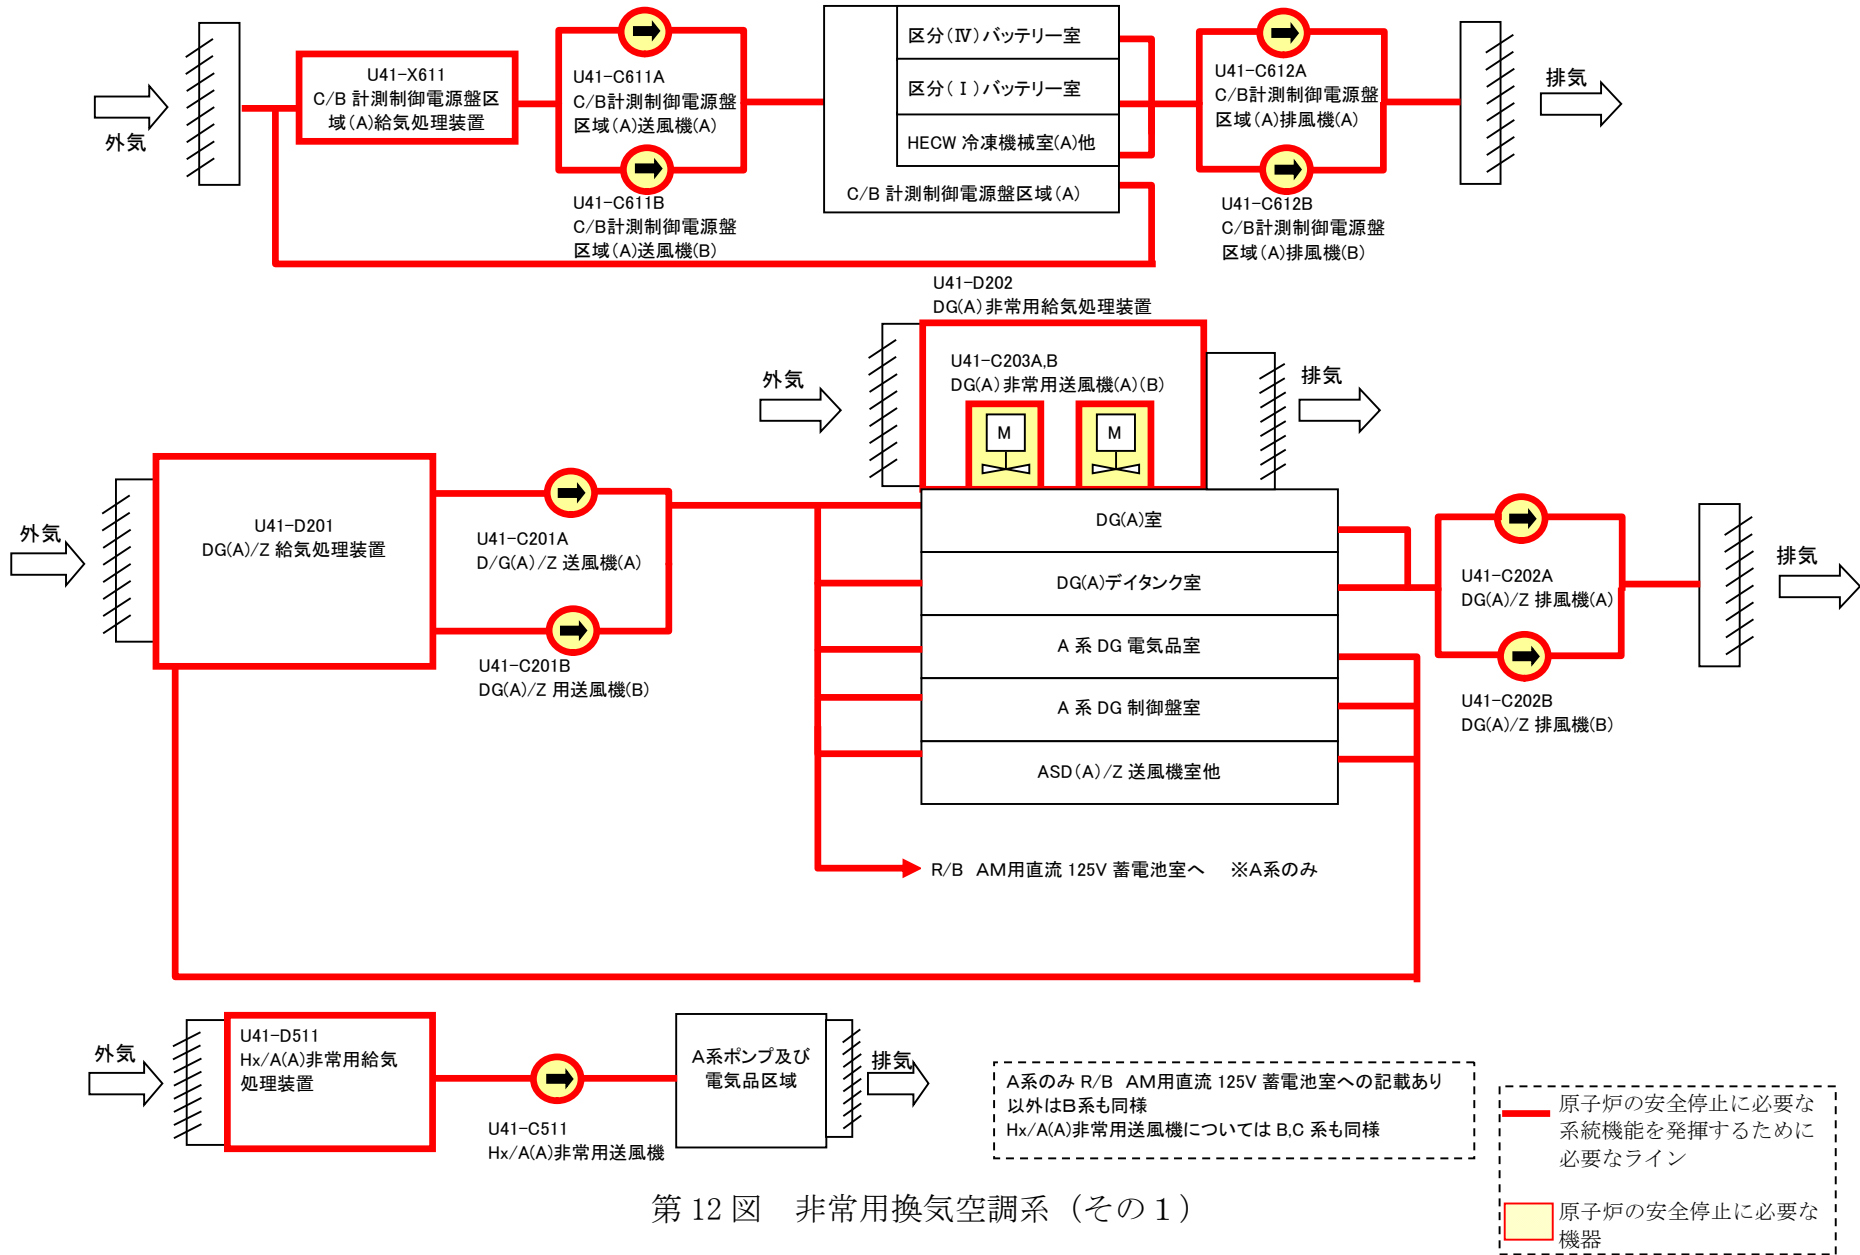 外気
U41-X611
C/B 計測制御電源盤区
域(A)給気処理装置
U41-C611A
C/B計測制御電源盤
区域(A)送風機(A)
U41-C611B
C/B計測制御電源盤
区域(A)送風機(B)
区分(Ⅳ)バッテリー室
区分(Ⅰ)バッテリー室
HECW 冷凍機械室(A)他
C/B 計測制御電源盤区域(A)
U41-C612A
C/B計測制御電源盤
区域(A)排風機(A)
U41-C612B
C/B計測制御電源盤
区域(A)排風機(B)
排気
U41-D202
DG(A)非常用給気処理装置
外気
U41-C203A,B
DG(A)非常用送風機(A)(B)
M
M
排気
外気
U41-D201
DG(A)/Z 給気処理装置
U41-C201A
D/G(A)/Z 送風機(A)
U41-C201B
DG(A)/Z 用送風機(B)
DG(A)室
DG(A)デイタンク室
A 系 DG 電気品室
A 系 DG 制御盤室
ASD(A)/Z 送風機室他
R/B AM用直流 125V 蓄電池室へ ※A系のみ
U41-C202A
DG(A)/Z 排風機(A)
U41-C202B
DG(A)/Z 排風機(B)
排気
外気
U41-D511
Hx/A(A)非常用給気
処理装置
U41-C511
Hx/A(A)非常用送風機
A系ポンプ及び
電気品区域
排気
A系のみ R/B AM用直流 125V 蓄電池室への記載あり
以外はB系も同様
Hx/A(A)非常用送風機については B,C 系も同様
原子炉の安全停止に必要な
系統機能を発揮するために
必要なライン
原子炉の安全停止に必要な
機器
第 12 図 非常用換気空調系（その１）